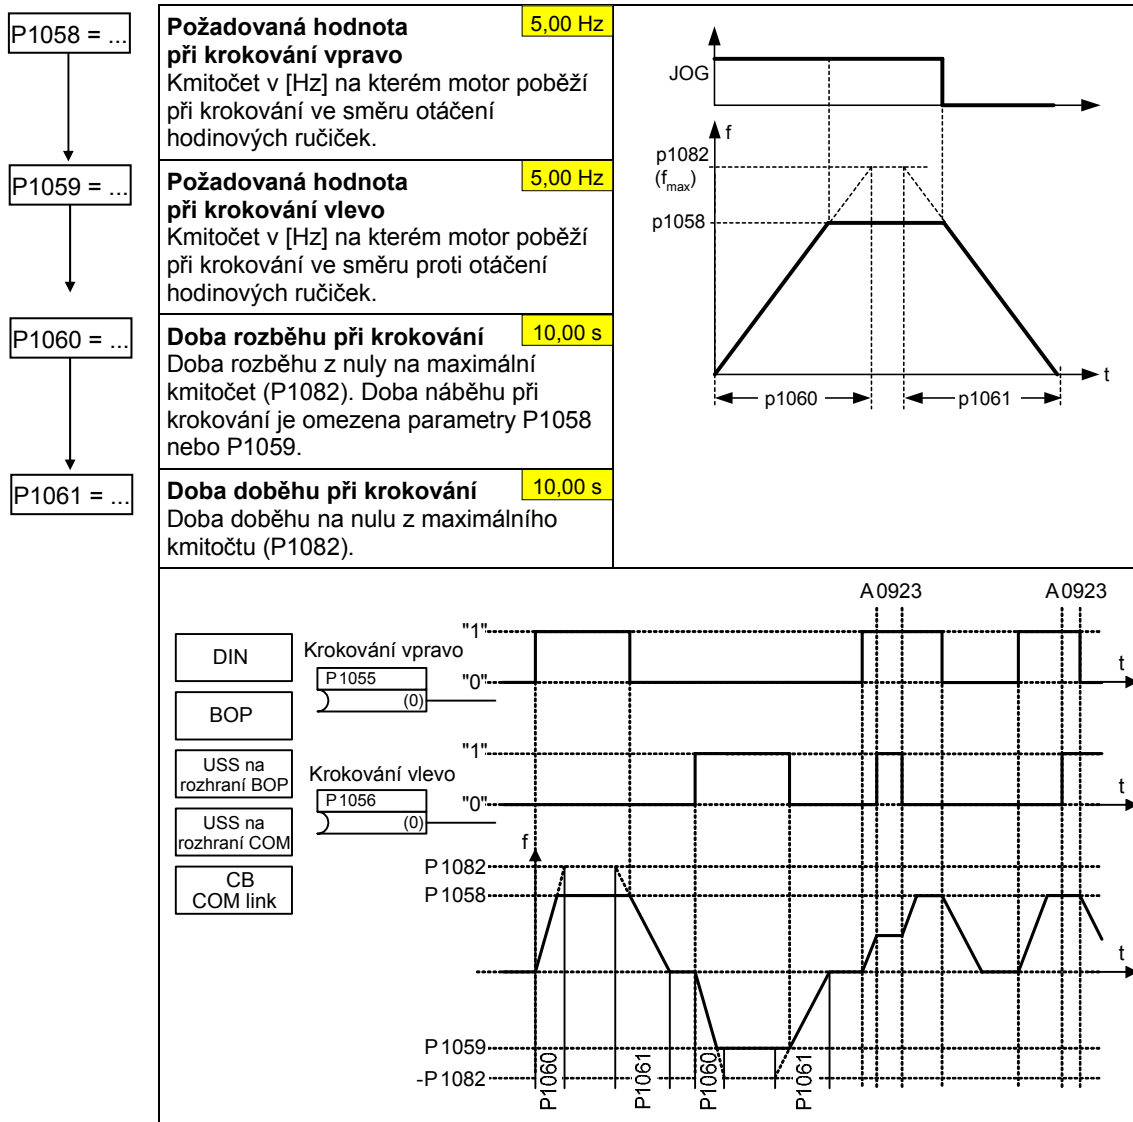 P1058 = ...
Požadovaná hodnota 5,00 Hz
při krokování vpravo
Kmitočet v [Hz] na kterém motor poběží
při krokování ve směru otáčení
hodinových ručiček.
P1059 = ...
Požadovaná hodnota 5,00 Hz
při krokování vlevo
Kmitočet v [Hz] na kterém motor poběží
při krokování ve směru proti otáčení
hodinových ručiček.
P1060 = ...
Doba rozběhu při krokování 10,00 s
Doba rozběhu z nuly na maximální
kmitočet (P1082). Doba náběhu při
krokování je omezena parametry P1058
nebo P1059.
P1061 = ...
Doba doběhu při krokování 10,00 s
Doba doběhu na nulu z maximálního
kmitočtu (P1082).
JOG
f
p1082
(fmax)
p1058
t
p1060
p1061
DIN
BOP
USS na
rozhraní BOP
USS na
rozhraní COM
CB
COM link
Krokování vpravo
P1055
(0)
Krokování vlevo
P1056
(0)
A0923
A0923
"1"
"0"
t
"1"
"0"
t
f
P1082
P1058
t
P1059
-P1082
P1060
P1061
P1060
P1061